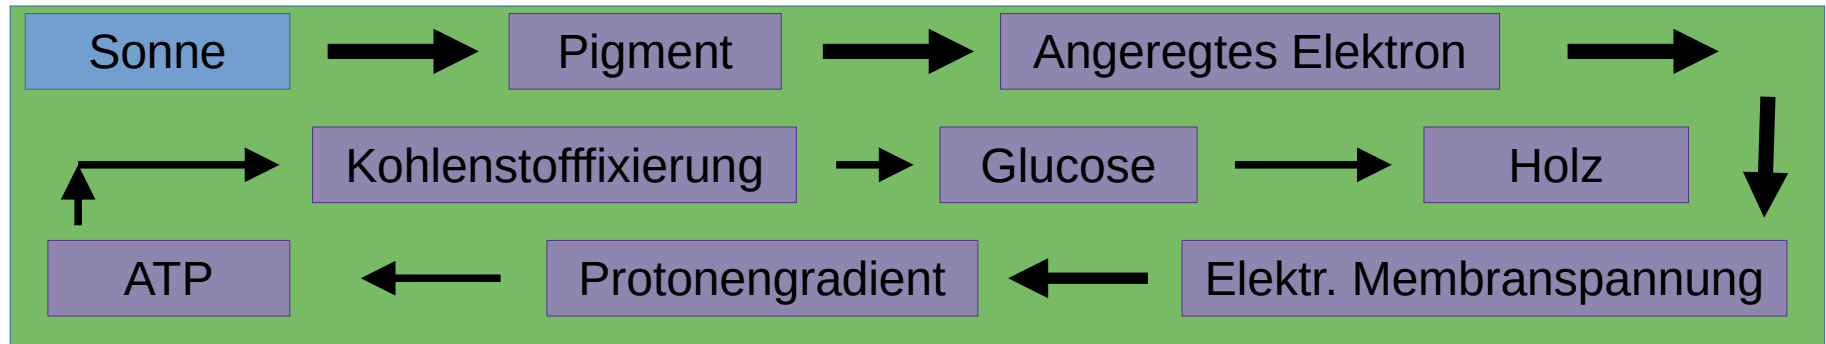 Sonne
Pigment
Angeregtes Elektron
Kohlenstofffixierung
Glucose
Holz
ATP
Protonengradient
Elektr. Membranspannung